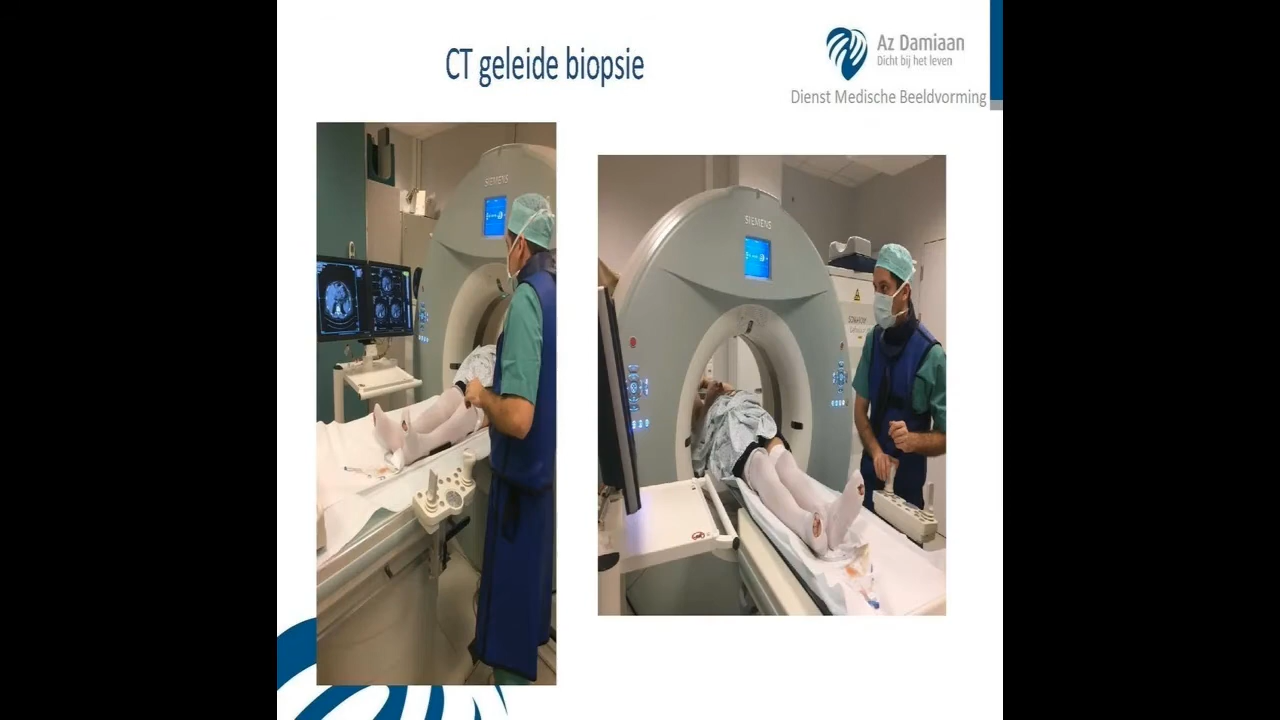 CT geleide biopsie
Az Damiaan
Dicht bij het leven
Dienst Medische Beeldvorming
SIEMENS
SIEMENS